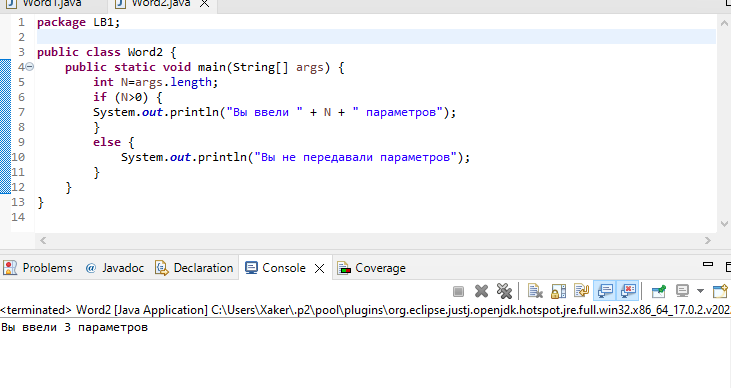 Word1.java Word2.java
1 package LB1;
2
3 public class Word2 {
4 public static void main(String[] args) {
5 int N=args.length;
6 if (N>0) {
7 System.out.println("Вы ввели " + N + " параметров");
8 }
9 else {
10 System.out.println("Вы не передавали параметров");
11 }
12 }
13 }
14
Problems @ Javadoc Declaration Console Coverage
<terminated> Word2 [Java Application] C:\Users\Xaker\.p2\pool\plugins\org.eclipse.justj.openjdk.hotspot.jre.full.win32.x86_64_17.0.2.v202
Вы ввели 3 параметров